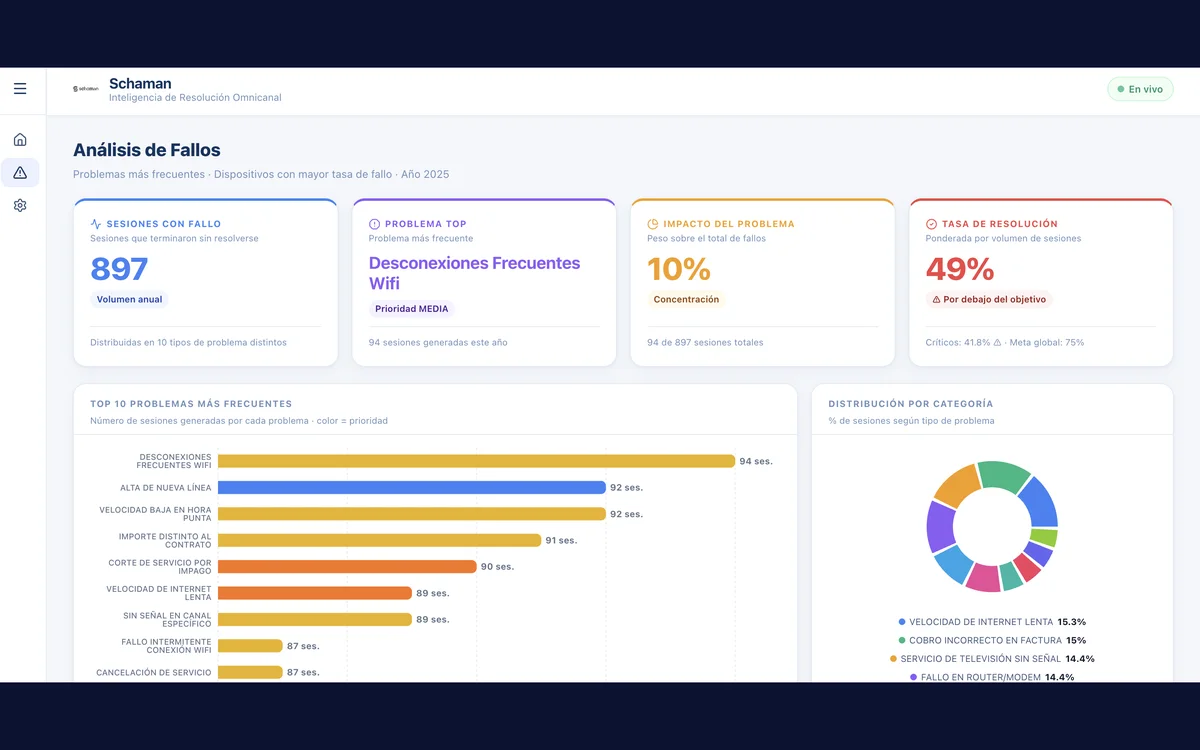 schaman
Schaman
Inteligencia de Resolución Omnicanal
En vivo
Análisis de Fallos
Problemas más frecuentes · Dispositivos con mayor tasa de fallo · Año 2025
SESIONES CON FALLO
Sesiones que terminaron sin resolverse
897
Volumen anual
Distribuidas en 10 tipos de problema distintos
PROBLEMA TOP
Problema más frecuente
Desconexiones Frecuentes
Wifi
Prioridad MEDIA
94 sesiones generadas este año
IMPACTO DEL PROBLEMA
Peso sobre el total de fallos
10%
Concentración
94 de 897 sesiones totales
TASA DE RESOLUCIÓN
Ponderada por volumen de sesiones
49%
Por debajo del objetivo
Críticos: 41.8% ⚠ · Meta global: 75%
TOP 10 PROBLEMAS MÁS FRECUENTES
Número de sesiones generadas por cada problema · color = prioridad
DESCONEXIONES
FRECUENTES WIFI
94 ses.
ALTA DE NUEVA LÍNEA
92 ses.
VELOCIDAD BAJA EN HORA
PUNTA
92 ses.
IMPORTE DISTINTO AL
CONTRATO
91 ses.
CORTE DE SERVICIO POR
IMPAGO
90 ses.
VELOCIDAD DE INTERNET
LENTA
89 ses.
SIN SEÑAL EN CANAL
ESPECÍFICO
89 ses.
FALLO INTERMITENTE
CONEXIÓN WIFI
87 ses.
CANCELACIÓN DE SERVICIO
87 ses.
DISTRIBUCIÓN POR CATEGORÍA
% de sesiones según tipo de problema
VELOCIDAD DE INTERNET LENTA 15.3%
COBRO INCORRECTO EN FACTURA 15%
SERVICIO DE TELEVISIÓN SIN SEÑAL 14.4%
FALLO EN ROUTER/MODEM 14.4%